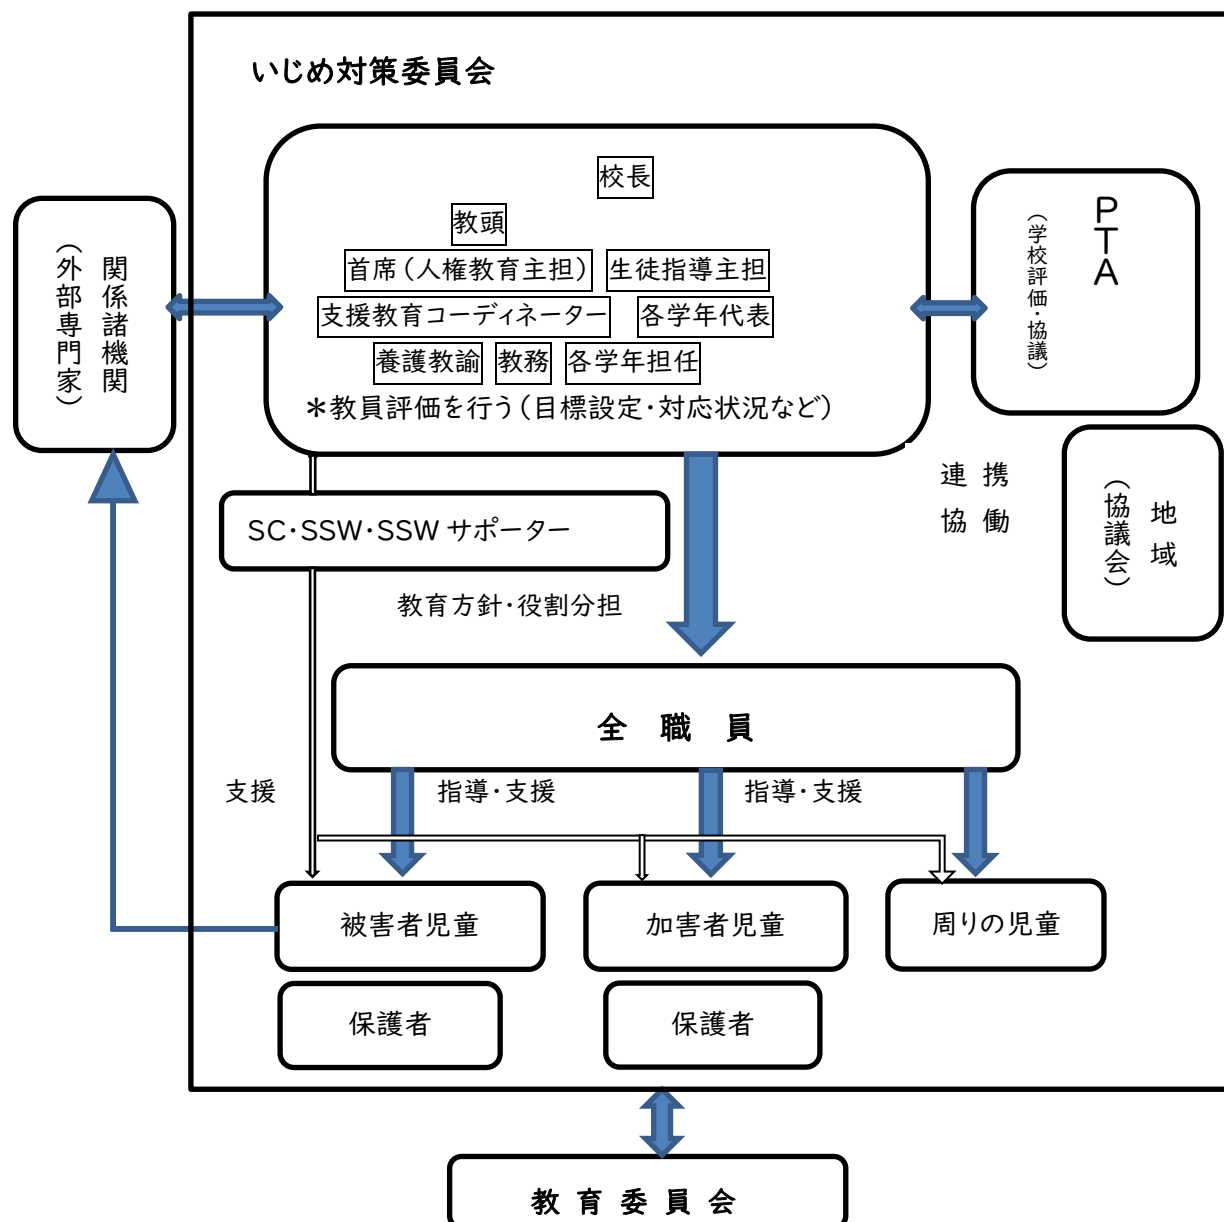 いじめ対策委員会
校長
教頭
首席(人権教育主担) 生徒指導主担
支援教育コーディネーター 各学年代表
養護教諭 教務 各学年担任
*教員評価を行う(目標設定・対応状況など)
関係諸機関
(外部専門家)
PTA
(学校評価・協議)
連携
協働
地域
(協議会)
SC・SSW・SSWサポーター
教育方針・役割分担
全職員
支援
指導・支援
指導・支援
被害者児童
加害者児童
周りの児童
保護者
保護者
教育委員会